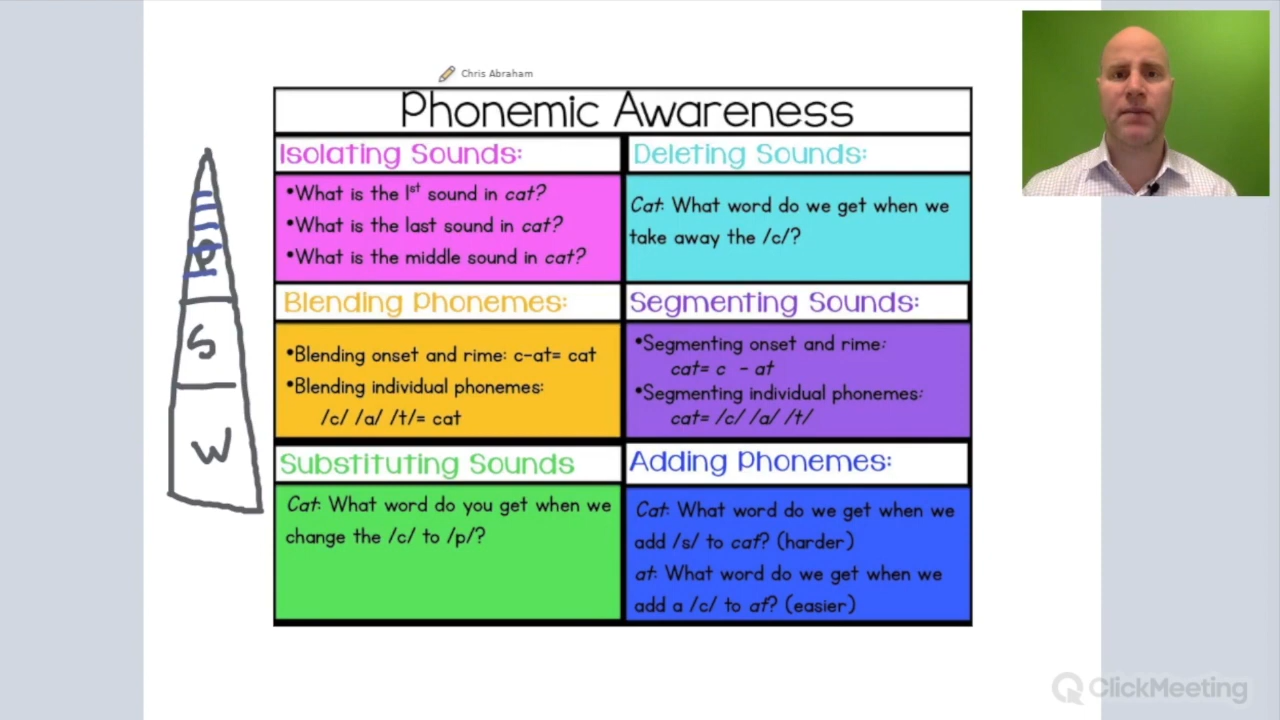 Chris Abraham
Phonemic Awareness
Isolating Sounds:
•What is the 1st sound in cat?
•What is the last sound in cat?
•What is the middle sound in cat?
Deleting Sounds:
Cat: What word do we get when we
take away the /c/?
Blending Phonemes:
•Blending onset and rime: c-at= cat
•Blending individual phonemes:
/c/ /a/ /t/= cat
Segmenting Sounds:
•Segmenting onset and rime:
cat= c - at
•Segmenting individual phonemes:
cat= /c/ /a/ /t/
Substituting Sounds
Cat: What word do you get when we
change the /c/ to /p/?
Adding Phonemes:
Cat: What word do we get when we
add /s/ to cat? (harder)
at: What word do we get when we
add a /c/ to at? (easier)
P
S
W
ClickMeeting